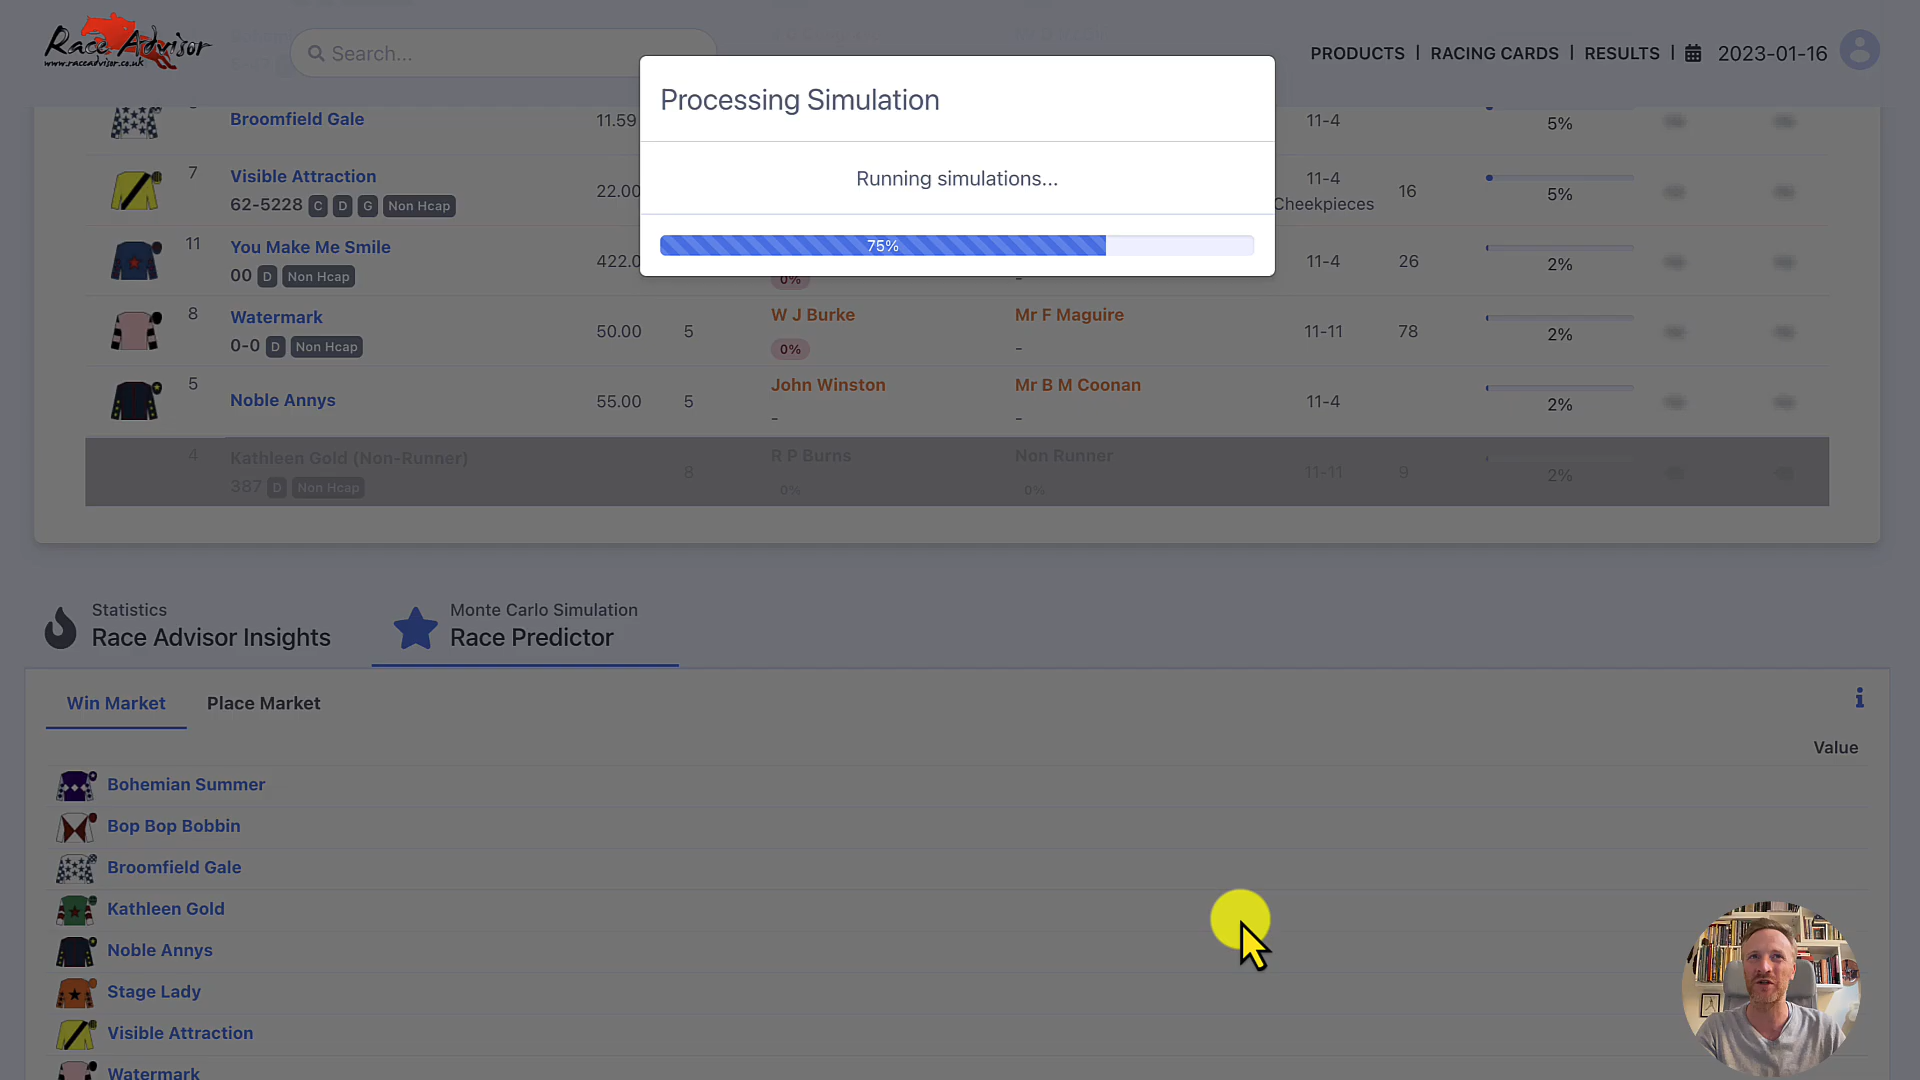 Race Advisor
www.raceadvisor.co.uk
Search...
PRODUCTS | RACING CARDS | RESULTS | 2023-01-16
Processing Simulation
Running simulations...
75%
Broomfield Gale 11.59 11-4 5%
7 Visible Attraction 22.00 11-4 16 5%
62-5228 C D G Non Hcap Cheekpieces
11 You Make Me Smile 422.0 11-4 26 2%
00 D Non Hcap 0% -
8 Watermark 50.00 5 W J Burke Mr F Maguire 11-11 78 2%
0-0 D Non Hcap 0% -
5 Noble Annys 55.00 5 John Winston Mr B M Coonan 11-4 2%
- -
4 Kathleen Gold (Non-Runner) 8 R P Burns Non Runner 11-11 9 2%
387 D Non Hcap 0% 0%
Statistics
Race Advisor Insights
Monte Carlo Simulation
Race Predictor
Win Market Place Market
Value
Bohemian Summer
Bop Bop Bobbin
Broomfield Gale
Kathleen Gold
Noble Annys
Stage Lady
Visible Attraction
Watermark